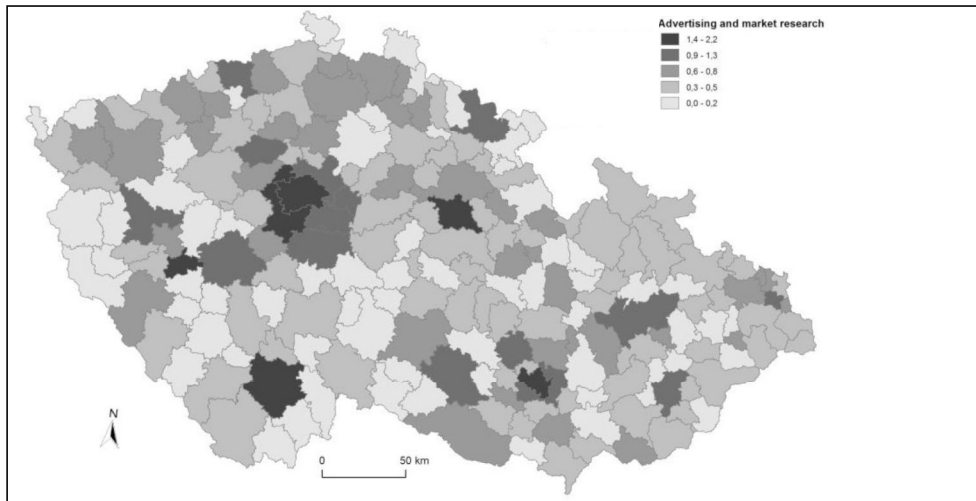 Advertising and market research
1,4 - 2,2
0,9 - 1,3
0,6 - 0,8
0,3 - 0,5
0,0 - 0,2
N
0 50 km